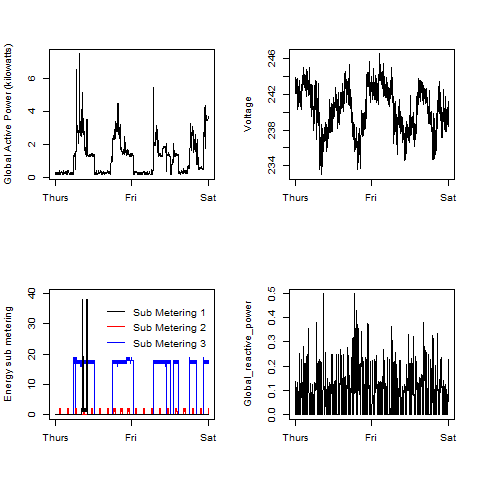 Global Active Power (kilowatts)
0 2 4 6
Thurs Fri Sat
Voltage
234 238 242 246
Thurs Fri Sat
Energy sub metering
0 10 20 30 40
Sub Metering 1
Sub Metering 2
Sub Metering 3
Thurs Fri Sat
Global_reactive_power
0.0 0.1 0.2 0.3 0.4 0.5
Thurs Fri Sat